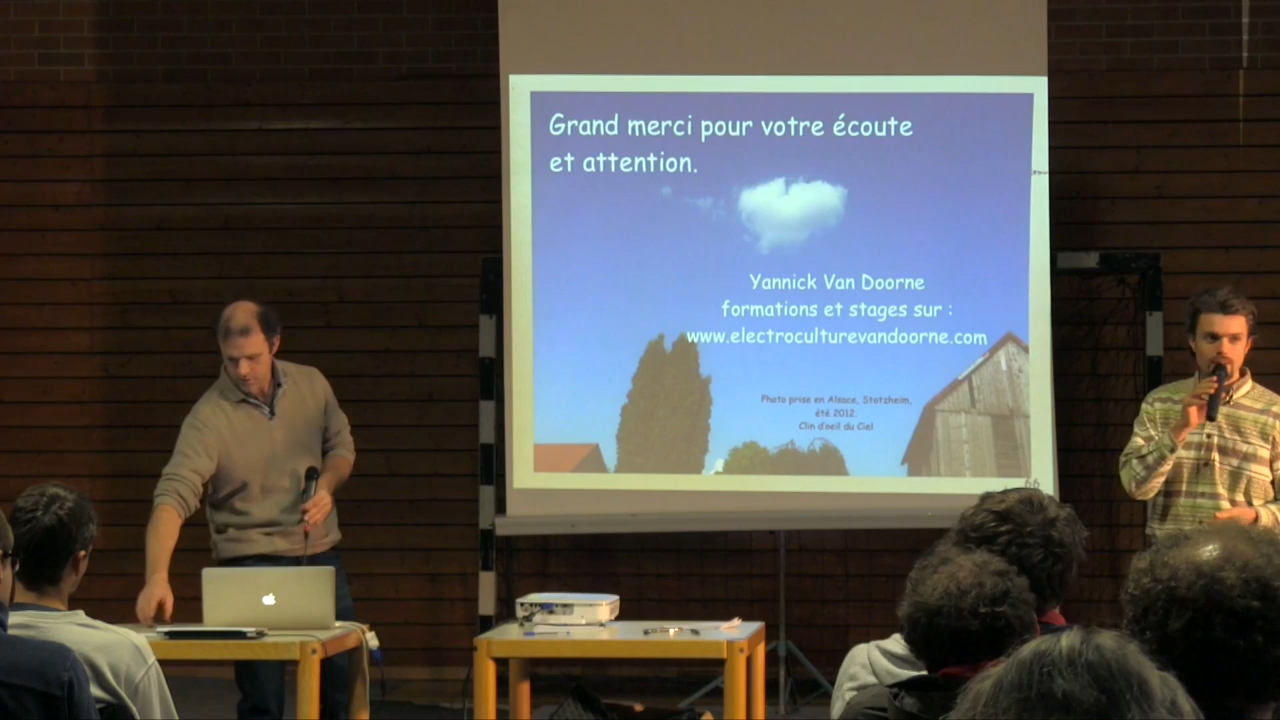 Grand merci pour votre écoute
et attention.
Yannick Van Doorne
formations et stages sur :
www.electroculturevandoorne.com
Photo prise en Alsace, Stotzheim,
été 2012.
Clin d'oeil du Ciel
66